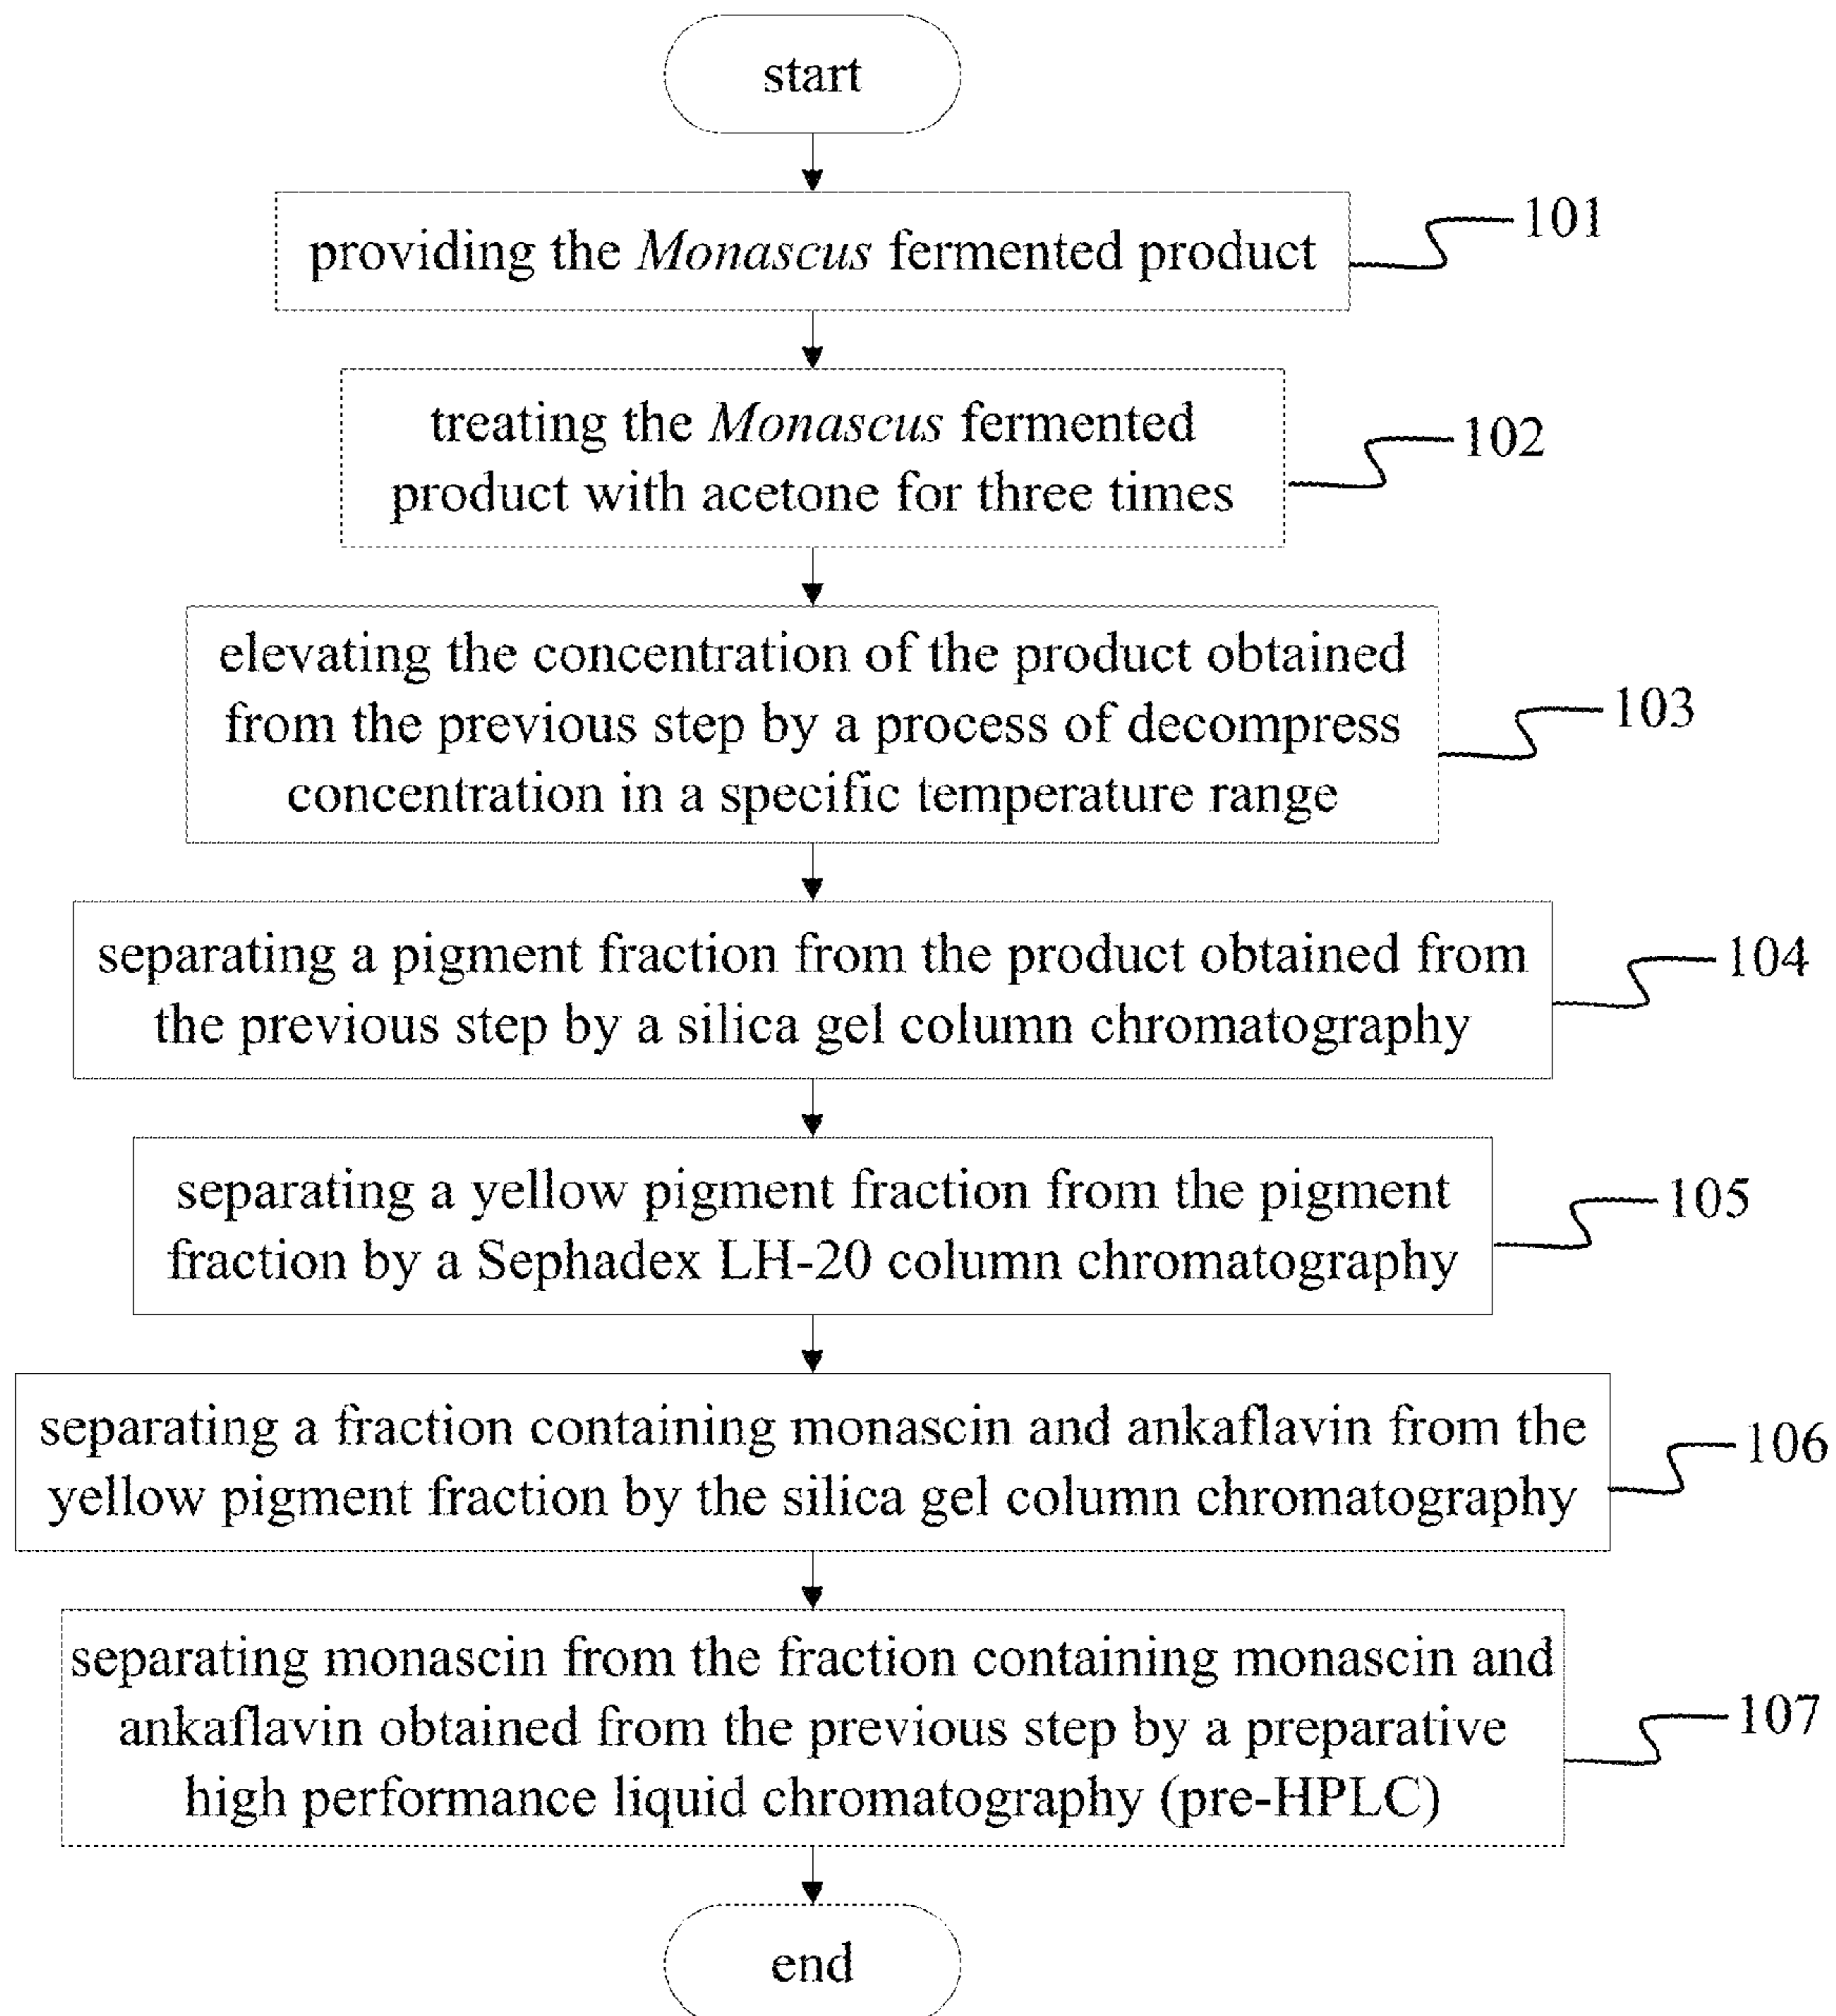 start
providing the Monascus fermented product
101
treating the Monascus fermented
product with acetone for three times
102
elevating the concentration of the product obtained
from the previous step by a process of decompress
concentration in a specific temperature range
103
separating a pigment fraction from the product obtained from
the previous step by a silica gel column chromatography
104
separating a yellow pigment fraction from the pigment
fraction by a Sephadex LH-20 column chromatography
105
separating a fraction containing monascin and ankaflavin from the
yellow pigment fraction by the silica gel column chromatography
106
separating monascin from the fraction containing monascin and
ankaflavin obtained from the previous step by a preparative
high performance liquid chromatography (pre-HPLC)
107
end